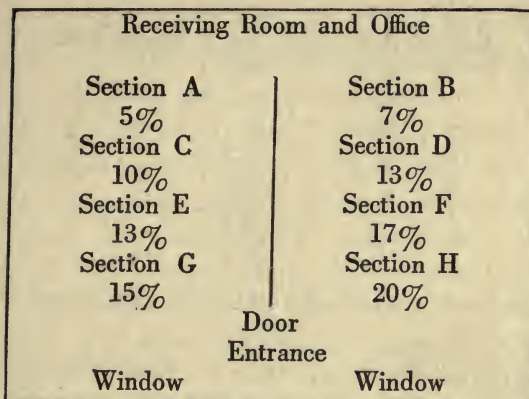 Receiving Room and Office
Section A Section B
5% 7%
Section C Section D
10% 13%
Section E Section F
13% 17%
Section G Section H
15% 20%
Door
Entrance
Window Window